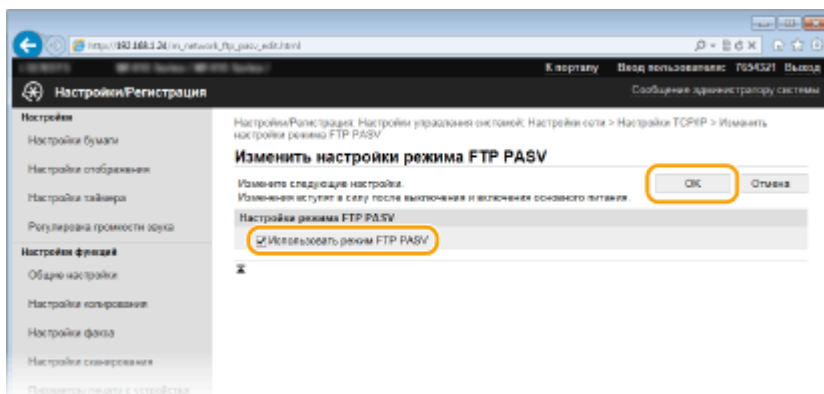 http://192.168.1.24/m_network_ftp_pasv_edit.html
К порталу Вход пользователя: 7654321 Выход
Настройки/Регистрация
Сообщение администратору системы
Настройки
Настройки бумаги
Настройки отображения
Настройки таймера
Регулировка громкости звука
Настройки функций
Общие настройки
Настройки копирования
Настройки факса
Настройки сканирования
Настройки/Регистрация: Настройки управления системой: Настройки сети > Настройки TCP/IP > Изменить
настройки режима FTP PASV
Изменить настройки режима FTP PASV
Измените следующие настройки.
Изменения вступят в силу после выключения и включения основного питания.
OK Отмена
Настройки режима FTP PASV
Использовать режим FTP PASV